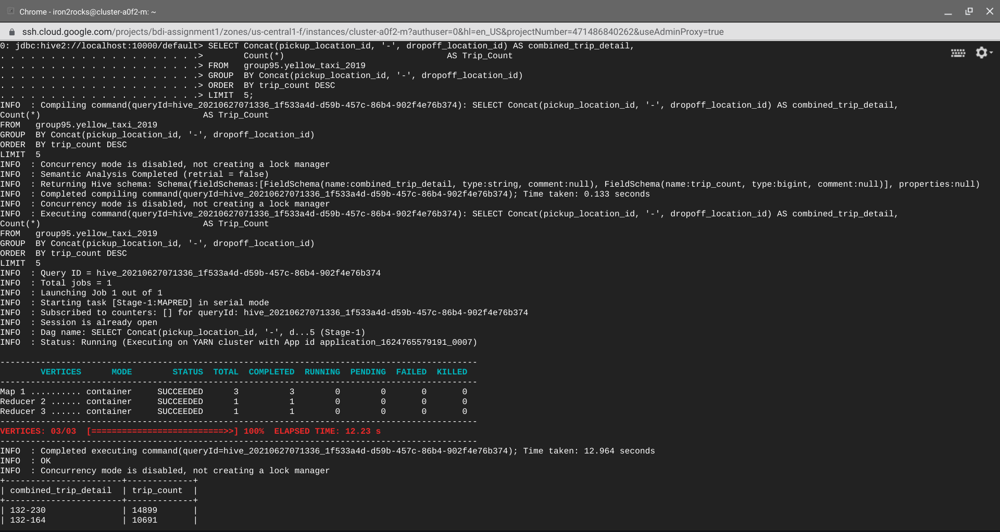 Chrome - iron2rocks@cluster-a0f2-m: ~
ssh.cloud.google.com/projects/bdi-assignment1/zones/us-central1-f/instances/cluster-a0f2-m?authuser=0&hl=en_US&projectNumber=471486840262&useAdminProxy=true
0: jdbc:hive2://localhost:10000/default> SELECT Concat(pickup_location_id, '-', dropoff_location_id) AS combined_trip_detail,
. . . . . . . . . . . . . . . . . . . .>        Count(*)                                AS Trip_Count
. . . . . . . . . . . . . . . . . . . .> FROM   group95.yellow_taxi_2019
. . . . . . . . . . . . . . . . . . . .> GROUP  BY Concat(pickup_location_id, '-', dropoff_location_id)
. . . . . . . . . . . . . . . . . . . .> ORDER  BY trip_count DESC
. . . . . . . . . . . . . . . . . . . .> LIMIT  5;
INFO  : Compiling command(queryId=hive_20210627071336_1f533a4d-d59b-457c-86b4-902f4e76b374): SELECT Concat(pickup_location_id, '-', dropoff_location_id) AS combined_trip_detail,
Count(*)                                AS Trip_Count
FROM   group95.yellow_taxi_2019
GROUP  BY Concat(pickup_location_id, '-', dropoff_location_id)
ORDER  BY trip_count DESC
LIMIT  5
INFO  : Concurrency mode is disabled, not creating a lock manager
INFO  : Semantic Analysis Completed (retrial = false)
INFO  : Returning Hive schema: Schema(fieldSchemas:[FieldSchema(name:combined_trip_detail, type:string, comment:null), FieldSchema(name:trip_count, type:bigint, comment:null)], properties:null)
INFO  : Completed compiling command(queryId=hive_20210627071336_1f533a4d-d59b-457c-86b4-902f4e76b374); Time taken: 0.133 seconds
INFO  : Concurrency mode is disabled, not creating a lock manager
INFO  : Executing command(queryId=hive_20210627071336_1f533a4d-d59b-457c-86b4-902f4e76b374): SELECT Concat(pickup_location_id, '-', dropoff_location_id) AS combined_trip_detail,
Count(*)                                AS Trip_Count
FROM   group95.yellow_taxi_2019
GROUP  BY Concat(pickup_location_id, '-', dropoff_location_id)
ORDER  BY trip_count DESC
LIMIT  5
INFO  : Query ID = hive_20210627071336_1f533a4d-d59b-457c-86b4-902f4e76b374
INFO  : Total jobs = 1
INFO  : Launching Job 1 out of 1
INFO  : Starting task [Stage-1:MAPRED] in serial mode
INFO  : Subscribed to counters: [] for queryId: hive_20210627071336_1f533a4d-d59b-457c-86b4-902f4e76b374
INFO  : Session is already open
INFO  : Dag name: SELECT Concat(pickup_location_id, '-', d...5 (Stage-1)
INFO  : Status: Running (Executing on YARN cluster with App id application_1624765579191_0007)
----------------------------------------------------------------------------------------------
        VERTICES      MODE        STATUS  TOTAL  COMPLETED  RUNNING  PENDING  FAILED  KILLED
----------------------------------------------------------------------------------------------
Map 1 .......... container     SUCCEEDED      3          3        0        0       0       0
Reducer 2 ...... container     SUCCEEDED      1          1        0        0       0       0
Reducer 3 ...... container     SUCCEEDED      1          1        0        0       0       0
----------------------------------------------------------------------------------------------
VERTICES: 03/03  [==========================>>] 100%  ELAPSED TIME: 12.23 s
----------------------------------------------------------------------------------------------
INFO  : Completed executing command(queryId=hive_20210627071336_1f533a4d-d59b-457c-86b4-902f4e76b374); Time taken: 12.964 seconds
INFO  : OK
INFO  : Concurrency mode is disabled, not creating a lock manager
+-----------------------+-------------+
| combined_trip_detail  | trip_count  |
+-----------------------+-------------+
| 132-230               | 14899       |
| 132-164               | 10691       |